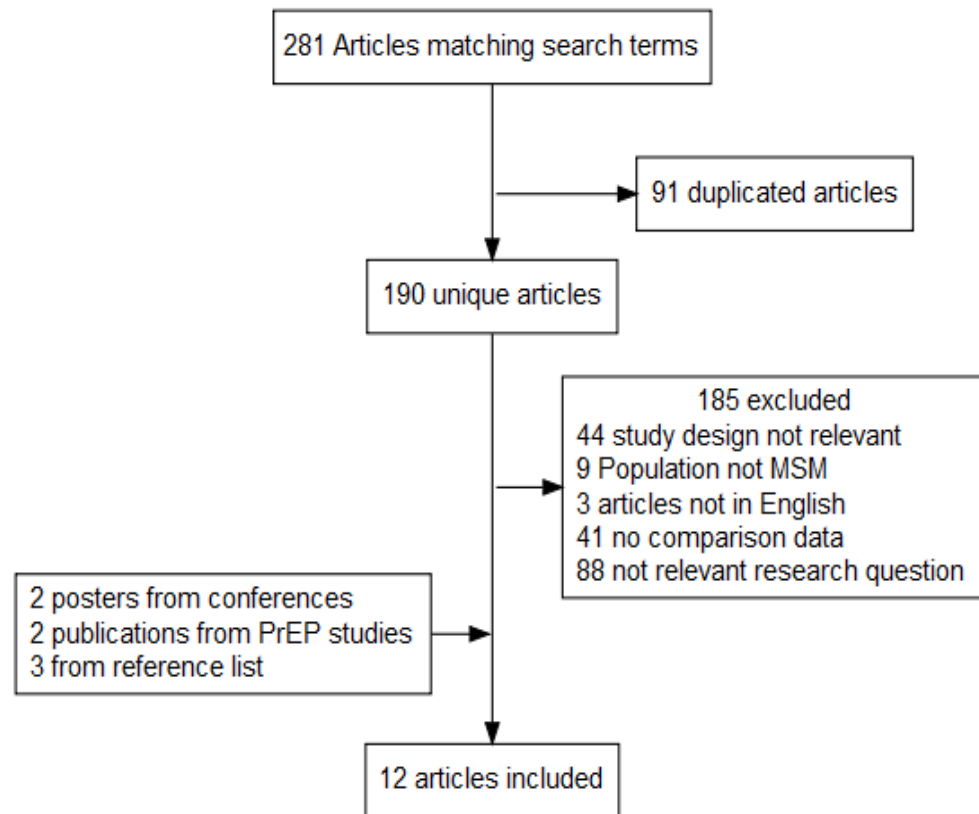 281 Articles matching search terms
91 duplicated articles
190 unique articles
185 excluded
44 study design not relevant
9 Population not MSM
3 articles not in English
41 no comparison data
88 not relevant research question
2 posters from conferences
2 publications from PrEP studies
3 from reference list
12 articles included